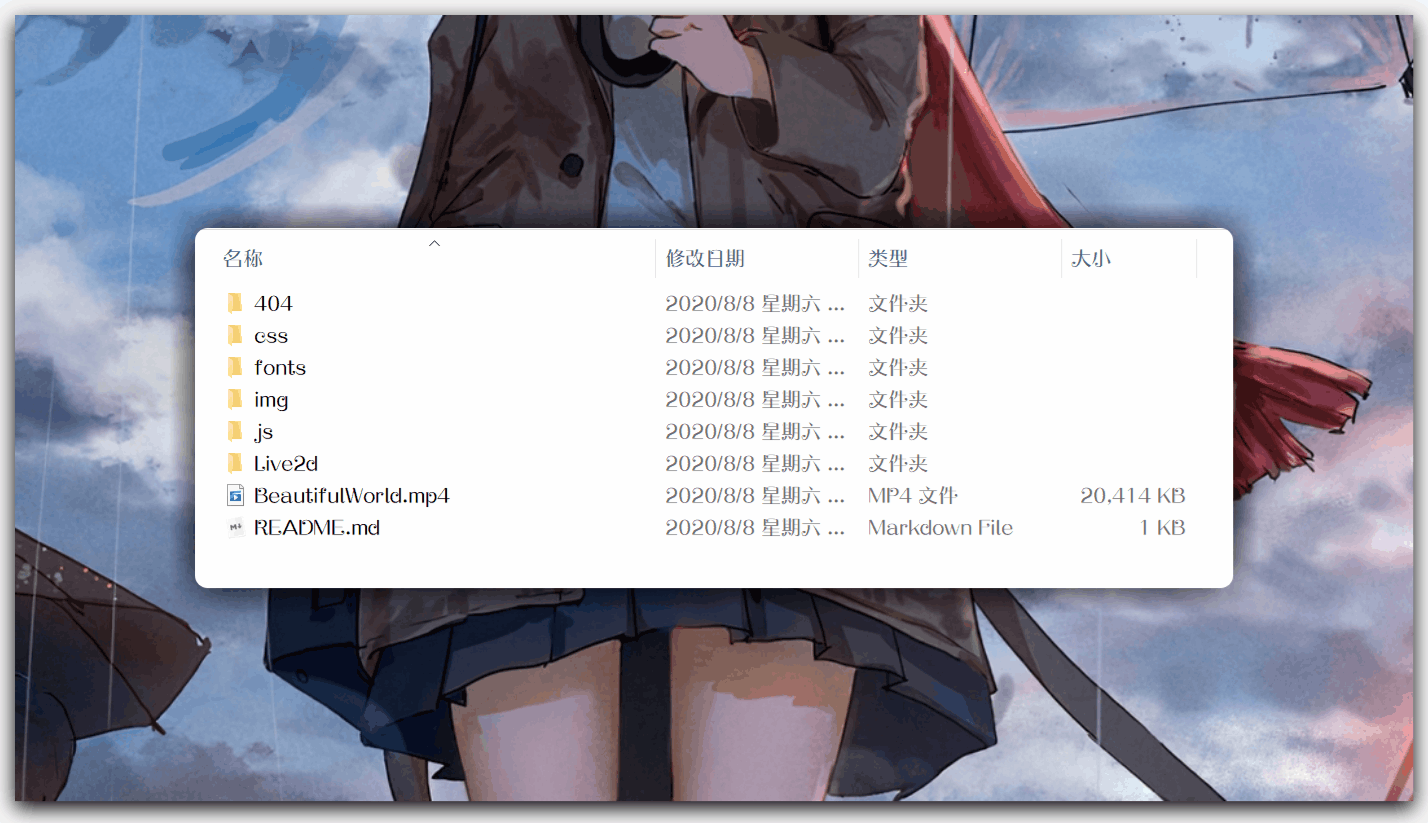 名称 修改日期 类型 大小
404 2020/8/8 星期六 ... 文件夹
css 2020/8/8 星期六 ... 文件夹
fonts 2020/8/8 星期六 ... 文件夹
img 2020/8/8 星期六 ... 文件夹
js 2020/8/8 星期六 ... 文件夹
Live2d 2020/8/8 星期六 ... 文件夹
BeautifulWorld.mp4 2020/8/8 星期六 ... MP4 文件 20,414 KB
README.md 2020/8/8 星期六 ... Markdown File 1 KB